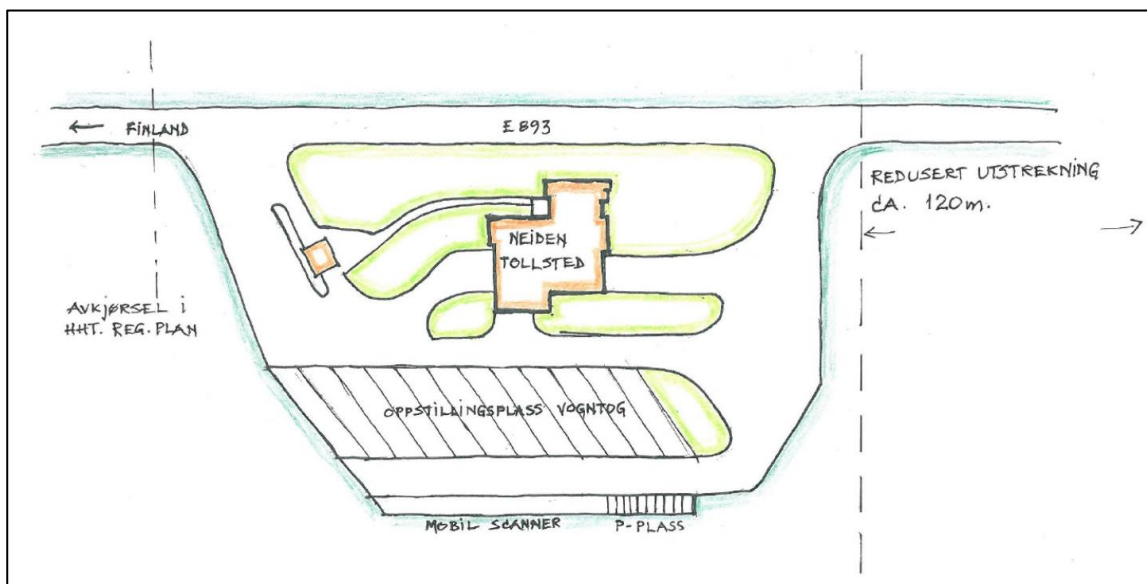 ← FINLAND
E 893
REDUSERT UTSTREKNING
CA. 120m.
NEIDEN
TOLLSTED
AVKJØRSEL i
HHT. REG. PLAN
OPPSTILLINGSPLASS VOGNTOG
MOBIL SCANNER
P-PLASS